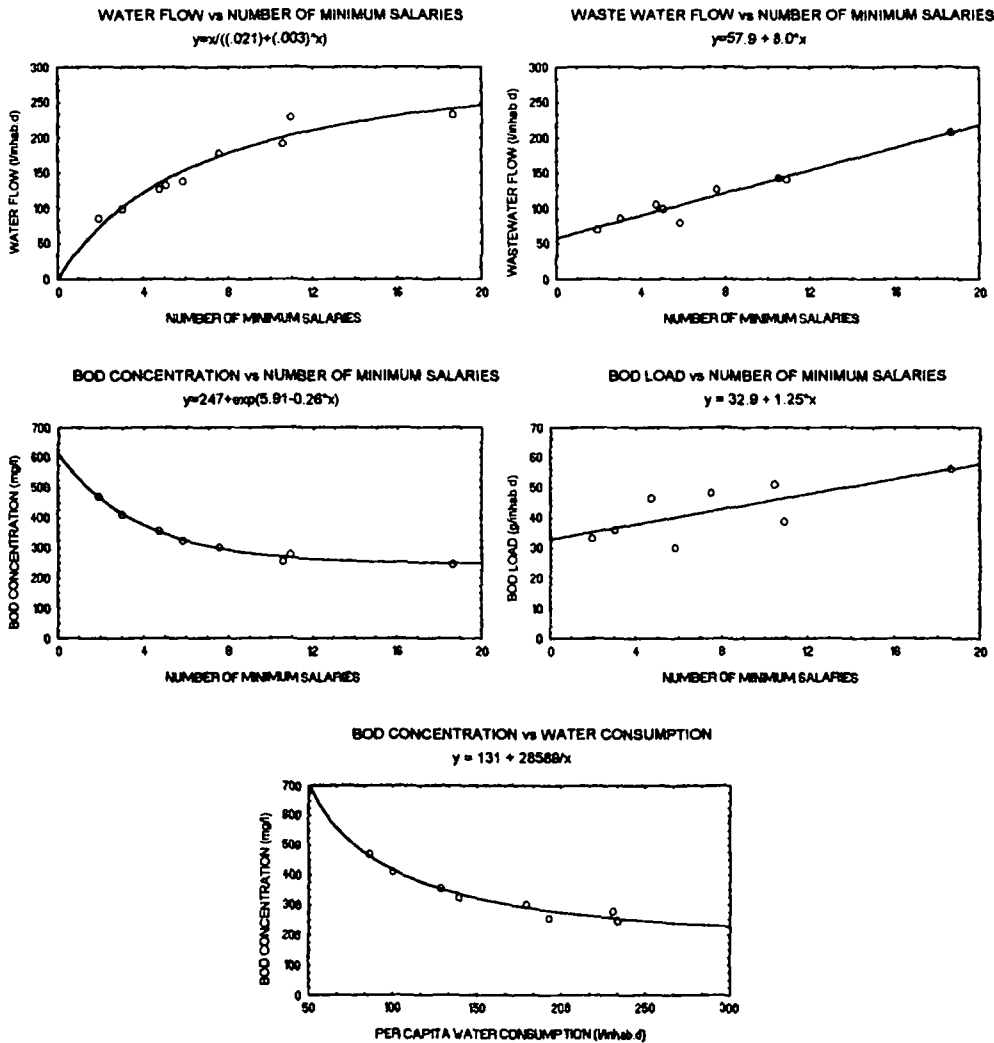 WATER FLOW vs NUMBER OF MINIMUM SALARIES
y=x/((.021)+(.003)*x)
WATER FLOW (l/inhab d)
300
250
200
150
100
50
0
0 4 8 12 16 20
NUMBER OF MINIMUM SALARIES
WASTE WATER FLOW vs NUMBER OF MINIMUM SALARIES
y=57.9 + 8.0*x
WASTEWATER FLOW (l/inhab d)
300
250
200
150
100
50
0
0 4 8 12 16 20
NUMBER OF MINIMUM SALARIES
BOD CONCENTRATION vs NUMBER OF MINIMUM SALARIES
y=247+exp(5.91-0.26*x)
BOD CONCENTRATION (mg/l)
700
600
500
400
300
200
100
0
0 4 8 12 16 20
NUMBER OF MINIMUM SALARIES
BOD LOAD vs NUMBER OF MINIMUM SALARIES
y = 32.9 + 1.25*x
BOD LOAD (g/inhab d)
70
60
50
40
30
20
10
0
0 4 8 12 16 20
NUMBER OF MINIMUM SALARIES
BOD CONCENTRATION vs WATER CONSUMPTION
y = 131 + 28589/x
BOD CONCENTRATION (mg/l)
700
600
500
400
300
200
100
0
50 100 150 200 250 300
PER CAPITA WATER CONSUMPTION (l/inhab.d)